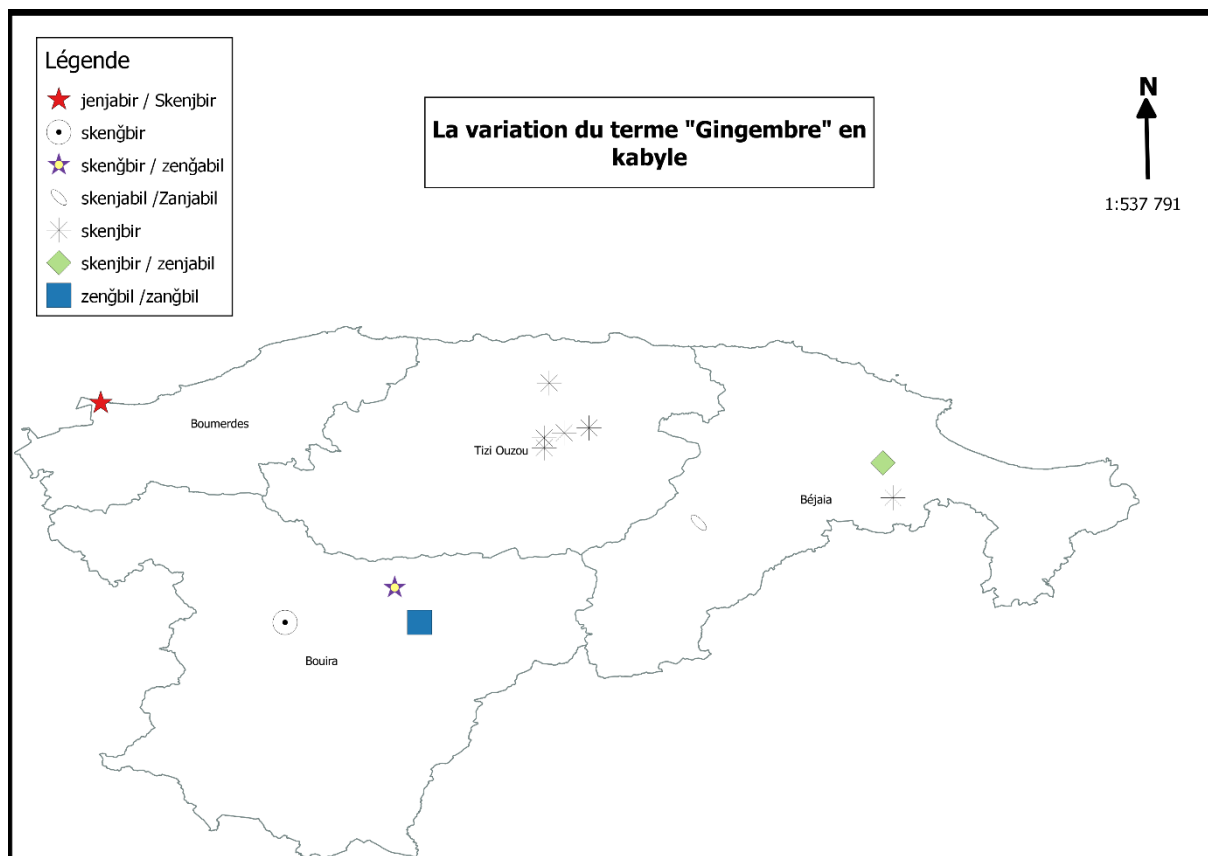 Légende
jenjabir / Skenjbir
skenğbir
skenğbir / zenğabil
skenjabil /Zanjabil
skenjbir
skenjbir / zenjabil
zenğbil /zanğbil
La variation du terme "Gingembre" en
kabyle
N
1:537 791
Boumerdes
Tizi Ouzou
Béjaia
Bouira